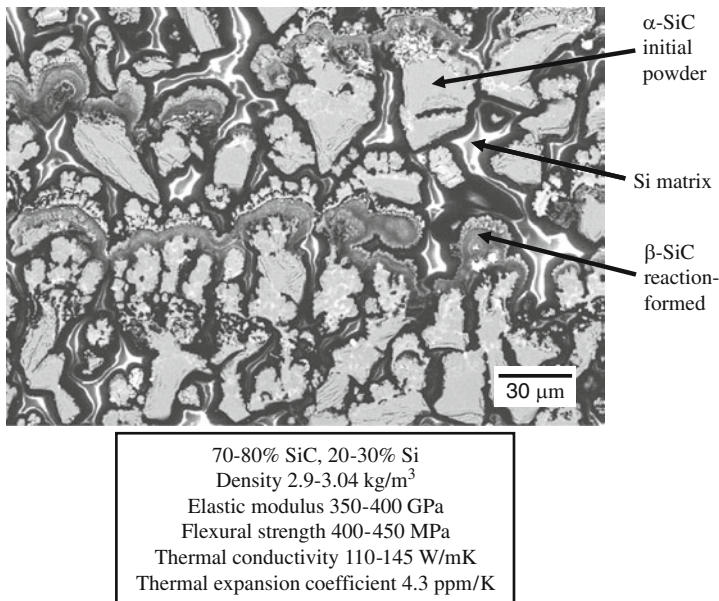 α-SiC
initial
powder
Si matrix
β-SiC
reaction-
formed
30 μm
70-80% SiC, 20-30% Si
Density 2.9-3.04 kg/m³
Elastic modulus 350-400 GPa
Flexural strength 400-450 MPa
Thermal conductivity 110-145 W/mK
Thermal expansion coefficient 4.3 ppm/K